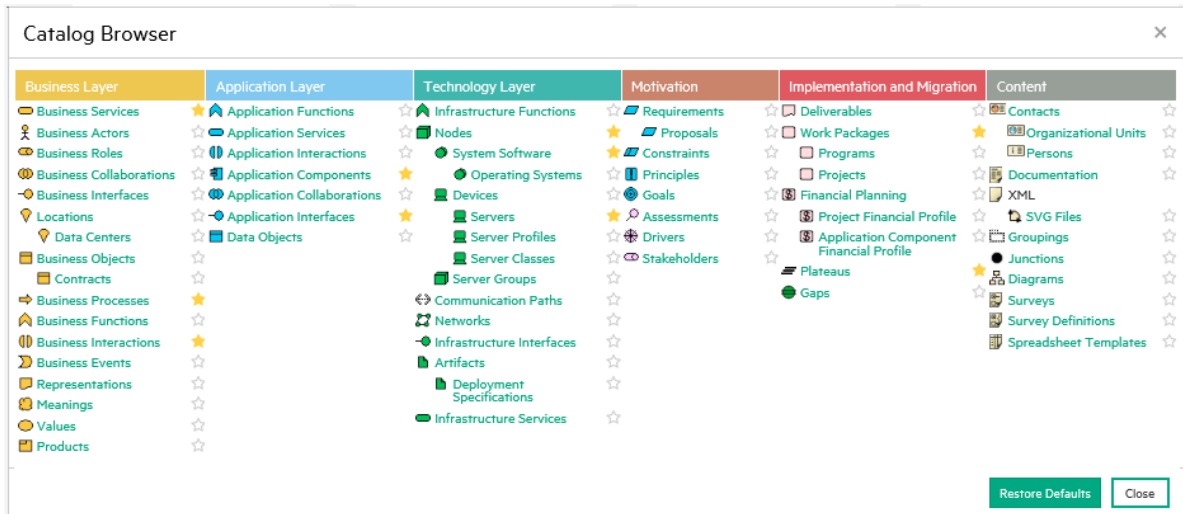 Catalog Browser
×
Business Layer
Business Services
Business Actors
Business Roles
Business Collaborations
Business Interfaces
Locations
Data Centers
Business Objects
Contracts
Business Processes
Business Functions
Business Interactions
Business Events
Representations
Meanings
Values
Products
Application Layer
Application Functions
Application Services
Application Interactions
Application Components
Application Collaborations
Application Interfaces
Data Objects
Technology Layer
Infrastructure Functions
Nodes
System Software
Operating Systems
Devices
Servers
Server Profiles
Server Classes
Server Groups
Communication Paths
Networks
Infrastructure Interfaces
Artifacts
Deployment
Specifications
Infrastructure Services
Motivation
Requirements
Proposals
Constraints
Principles
Goals
Assessments
Drivers
Stakeholders
Implementation and Migration
Deliverables
Work Packages
Programs
Projects
Financial Planning
Project Financial Profile
Application Component
Financial Profile
Plateaus
Gaps
Content
Contacts
Organizational Units
Persons
Documentation
XML
SVG Files
Groupings
Junctions
Diagrams
Surveys
Survey Definitions
Spreadsheet Templates
Restore Defaults
Close